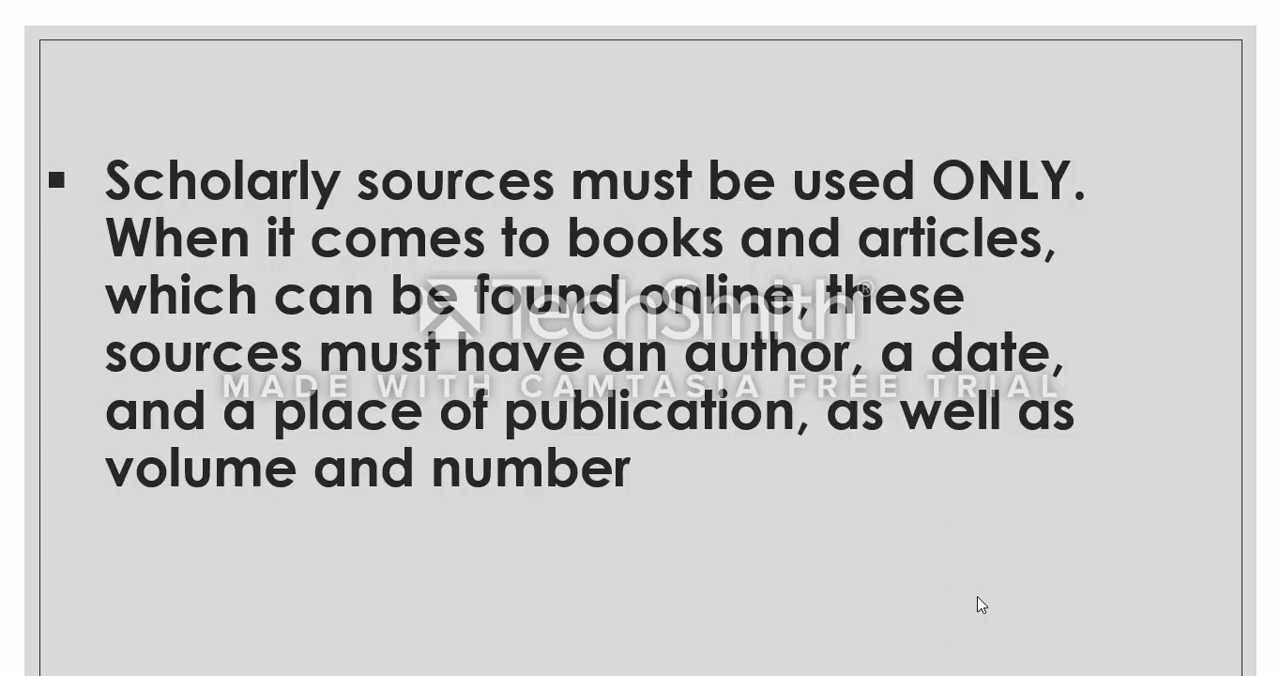 ▪ Scholarly sources must be used ONLY.
When it comes to books and articles,
which can be found online, these
sources must have an author, a date,
and a place of publication, as well as
volume and number
TechSmith®
MADE WITH CAMTASIA FREE TRIAL